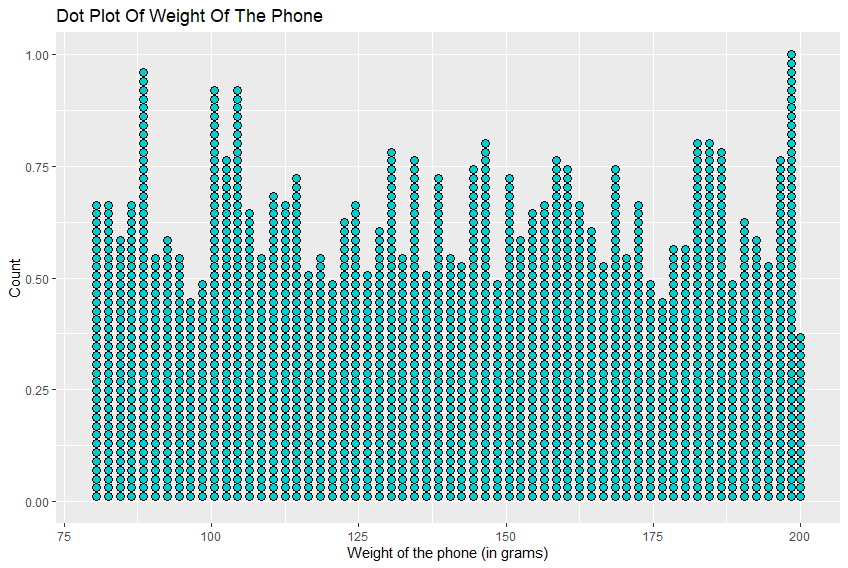 Dot Plot Of Weight Of The Phone
1.00
0.75
0.50
0.25
0.00
Count
75 100 125 150 175 200
Weight of the phone (in grams)